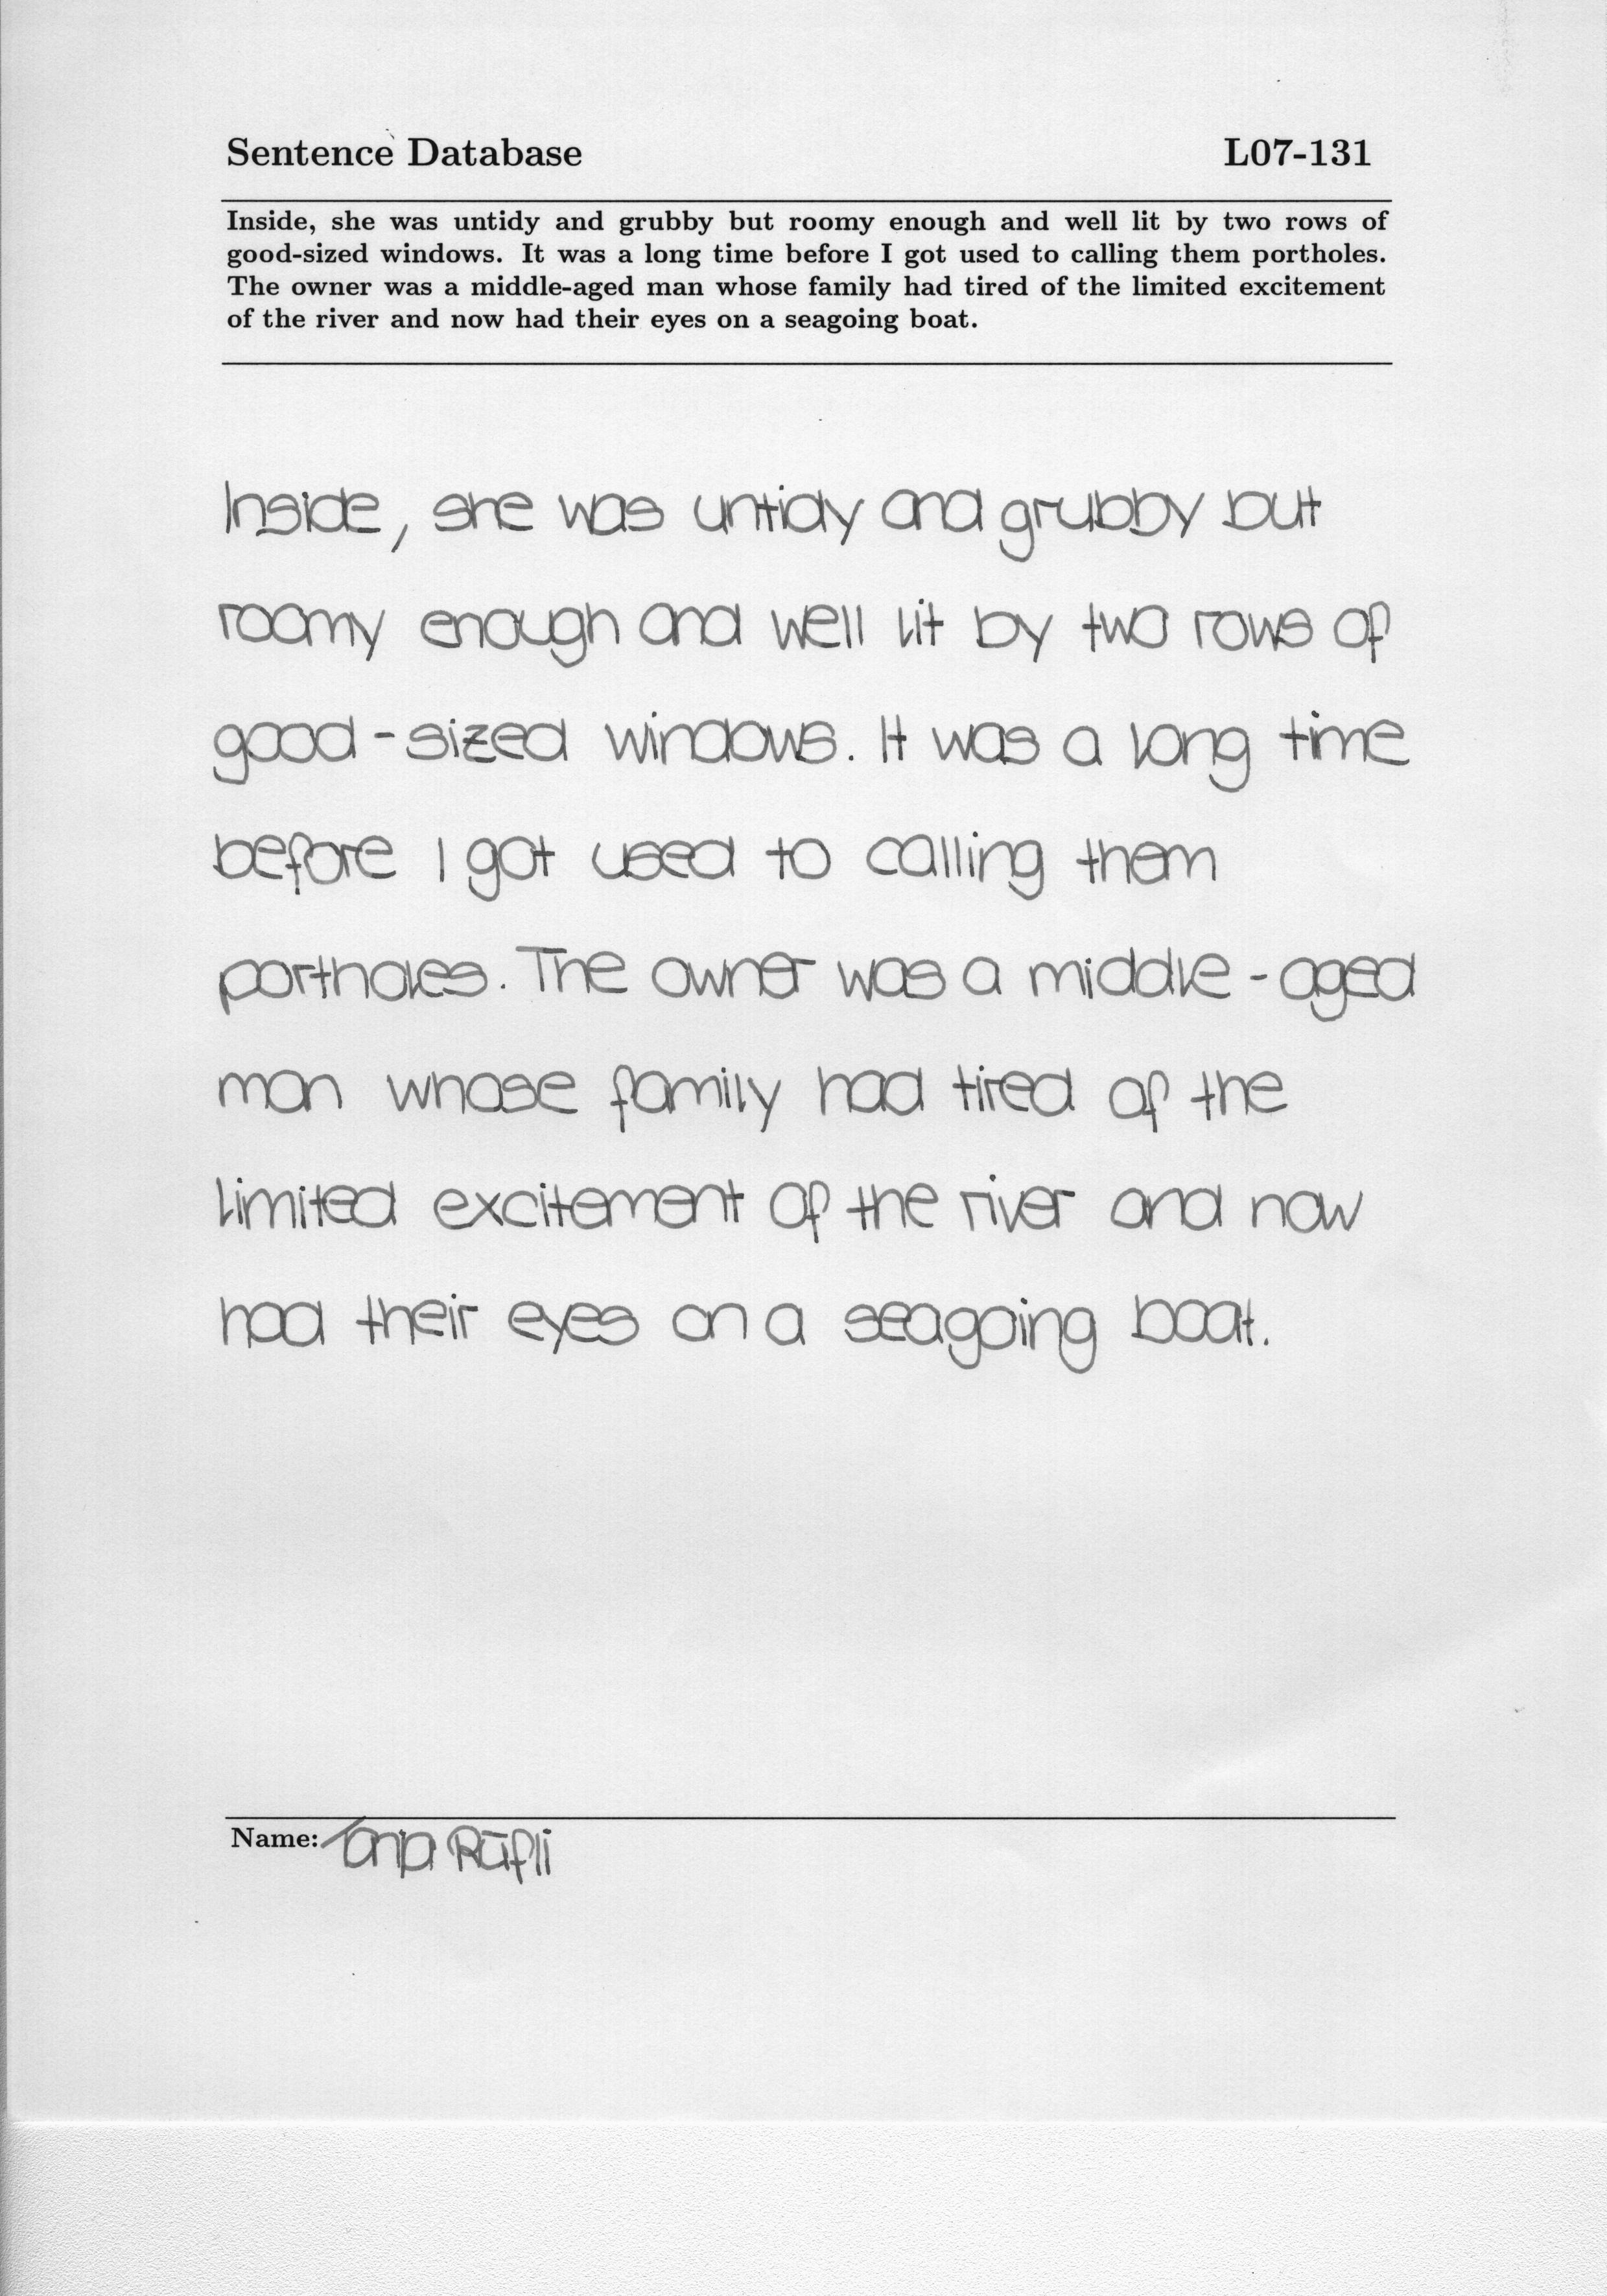 Sentence Database L07-131
Inside, she was untidy and grubby but roomy enough and well lit by two rows of
good-sized windows. It was a long time before I got used to calling them portholes.
The owner was a middle-aged man whose family had tired of the limited excitement
of the river and now had their eyes on a seagoing boat.
Inside, she was untidy and grubby but
roomy enough and well lit by two rows of
good-sized windows. It was a long time
before I got used to calling them
portholes. The owner was a middle-aged
man whose family had tired of the
limited excitement of the river and now
had their eyes on a seagoing boat.
Name: Tanja Rüfli